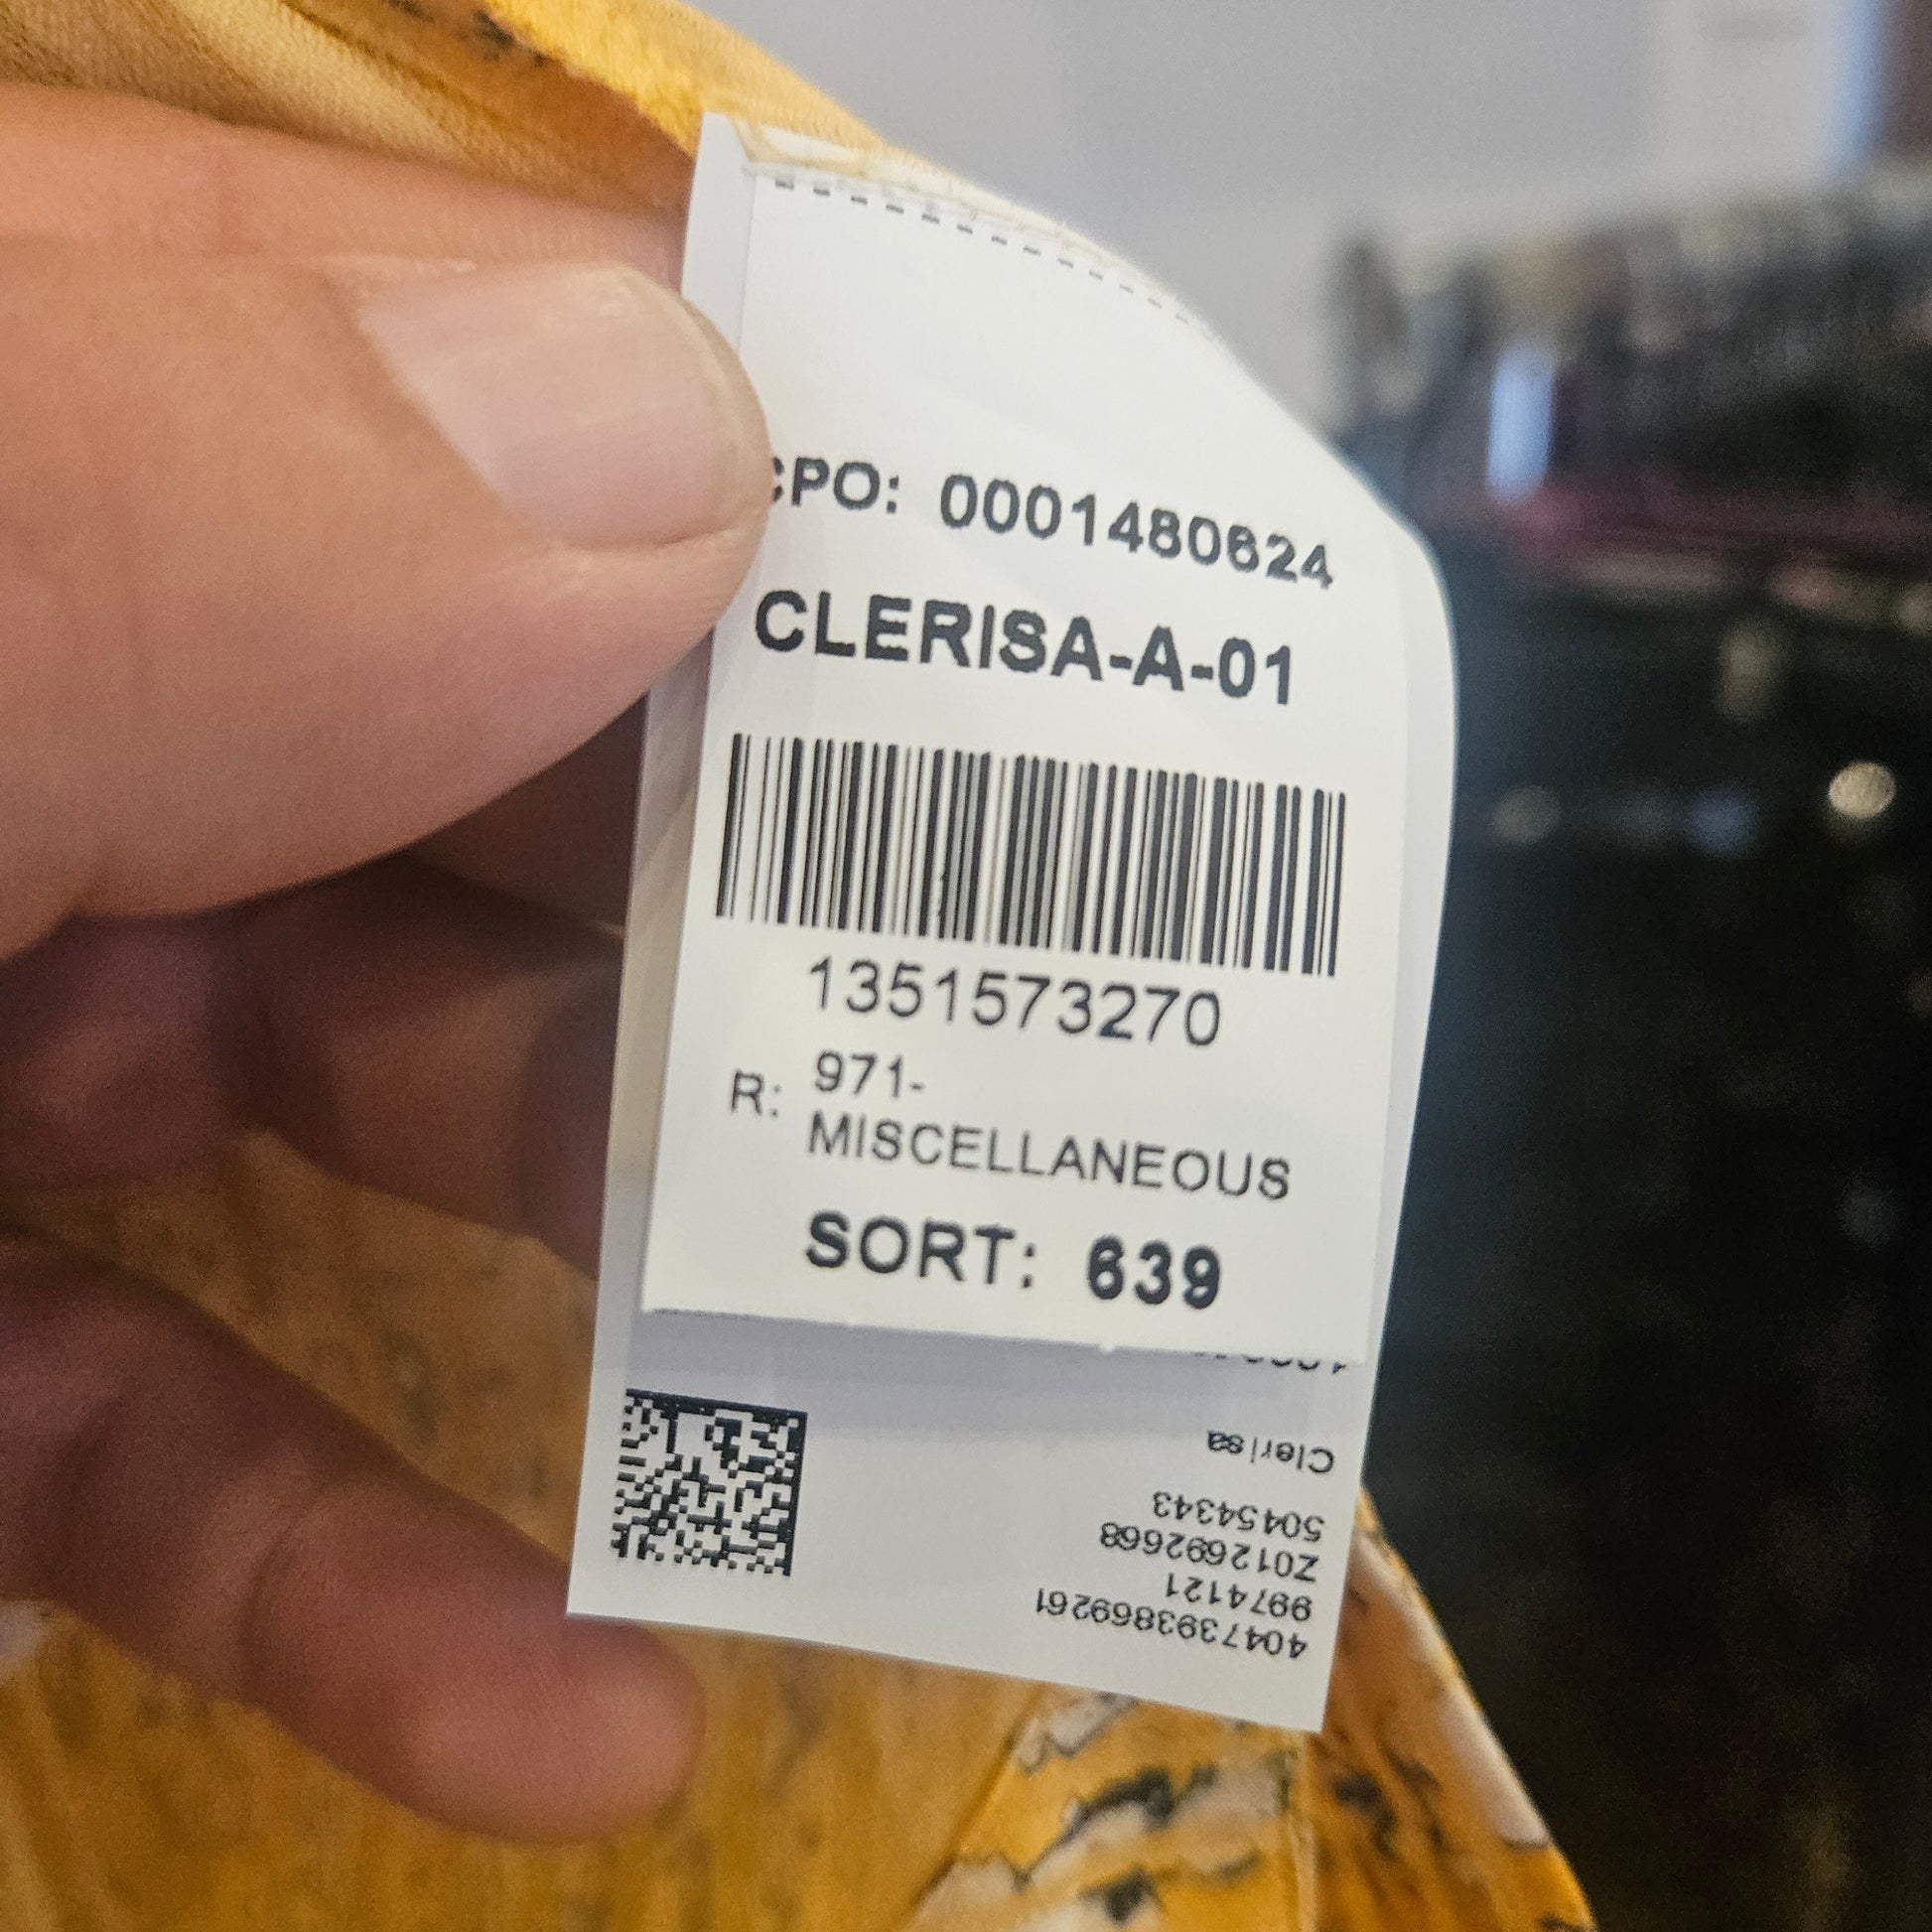 CPO: 0001480624
CLERISA-A-01
1351573270
R: 971-
MISCELLANEOUS
SORT: 639
Clerisa
50454343
Z012692668
9974121
4047393869261